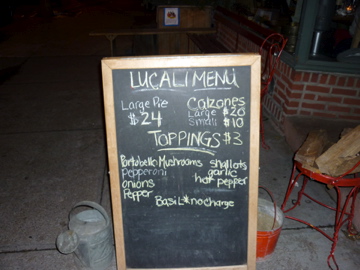 LUCALI MENU
Large Pie
$24
Calzones
Large $20
Small $10
TOPPINGS $3
Portobello Mushrooms
Pepperoni
onions
Pepper
shallots
garlic
hot pepper
Basil * no charge